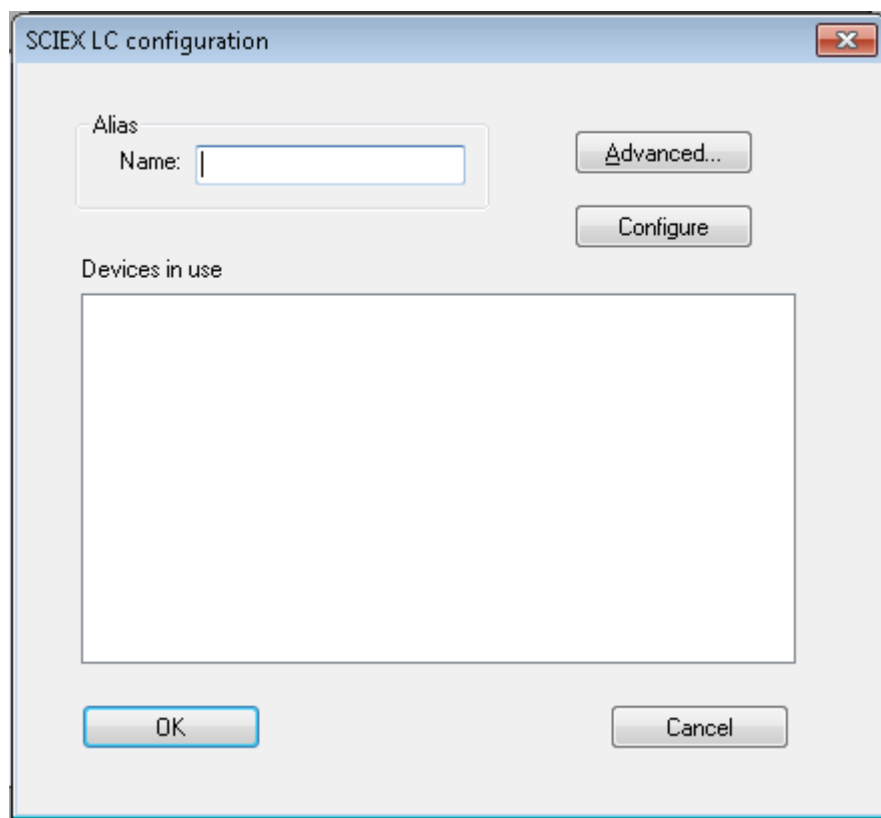 SCIEX LC configuration
Alias
Name:
Advanced...
Configure
Devices in use
OK
Cancel